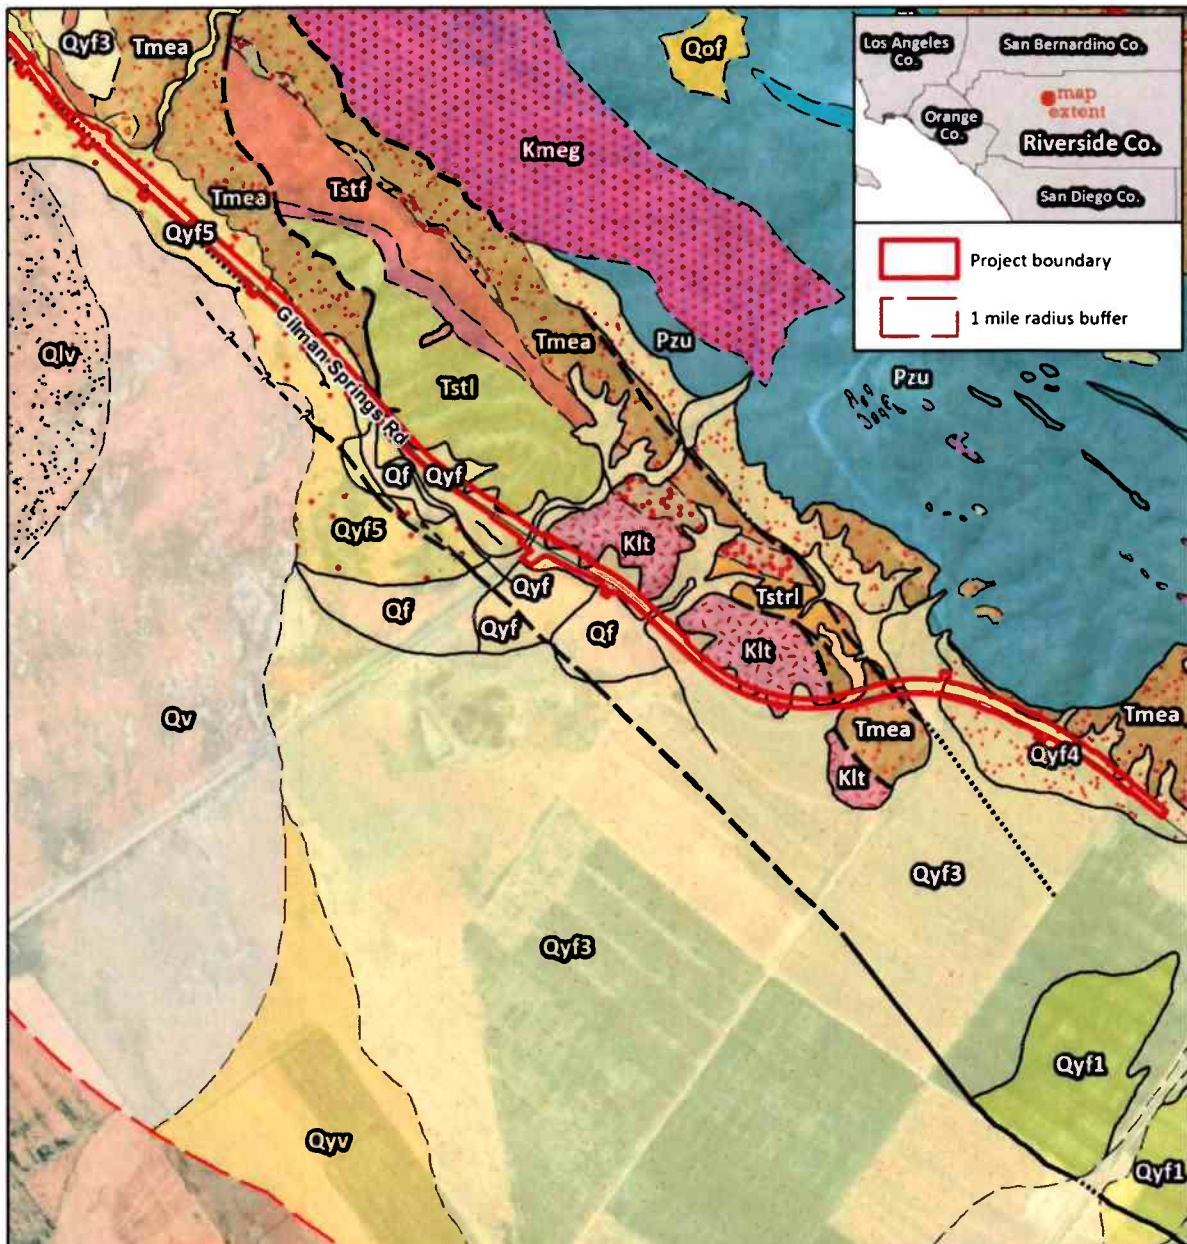 Qyf3
Tmea
Qof
Los Angeles
Co.
San Bernardino Co.
map
extent
Orange
Co.
Riverside Co.
San Diego Co.
Project boundary
1 mile radius buffer
Kmeg
Tstf
Tmea
Qyf5
Gilman Springs Rd
Qlv
Tmea
Pzu
Pzu
Tstl
Qf
Qyf
Qyf5
Klt
Qyf
Tstrl
Qf
Qyf
Qf
Klt
Qv
Tmea
Tmea
Qyf4
Klt
Qyf3
Qyf3
Qyf1
Qyv
Qyf1